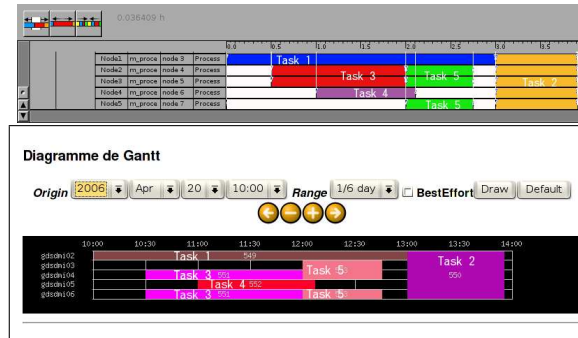 0.038409 h
0.0 0.5 1.0 1.5 2.0 2.5 3.0 3.5
Node1 m_proce node 3 Process Task 1
Node2 m_proce node 4 Process Task 3 Task 5
Node3 m_proce node 5 Process Task 2
Node4 m_proce node 6 Process Task 4
Node5 m_proce node 7 Process Task 5
Diagramme de Gantt
Origin 2006 Apr 20 10:00 Range 1/6 day BestEffort Draw Default
10:00 10:30 11:00 11:30 12:00 12:30 13:00 13:30 14:00
gdsdmi02 Task 1 549 Task 2
gdsdmi03 Task 5
gdsdmi04 Task 3 551 550
gdsdmi05 Task 4 552
gdsdmi06 Task 3 551 Task 5